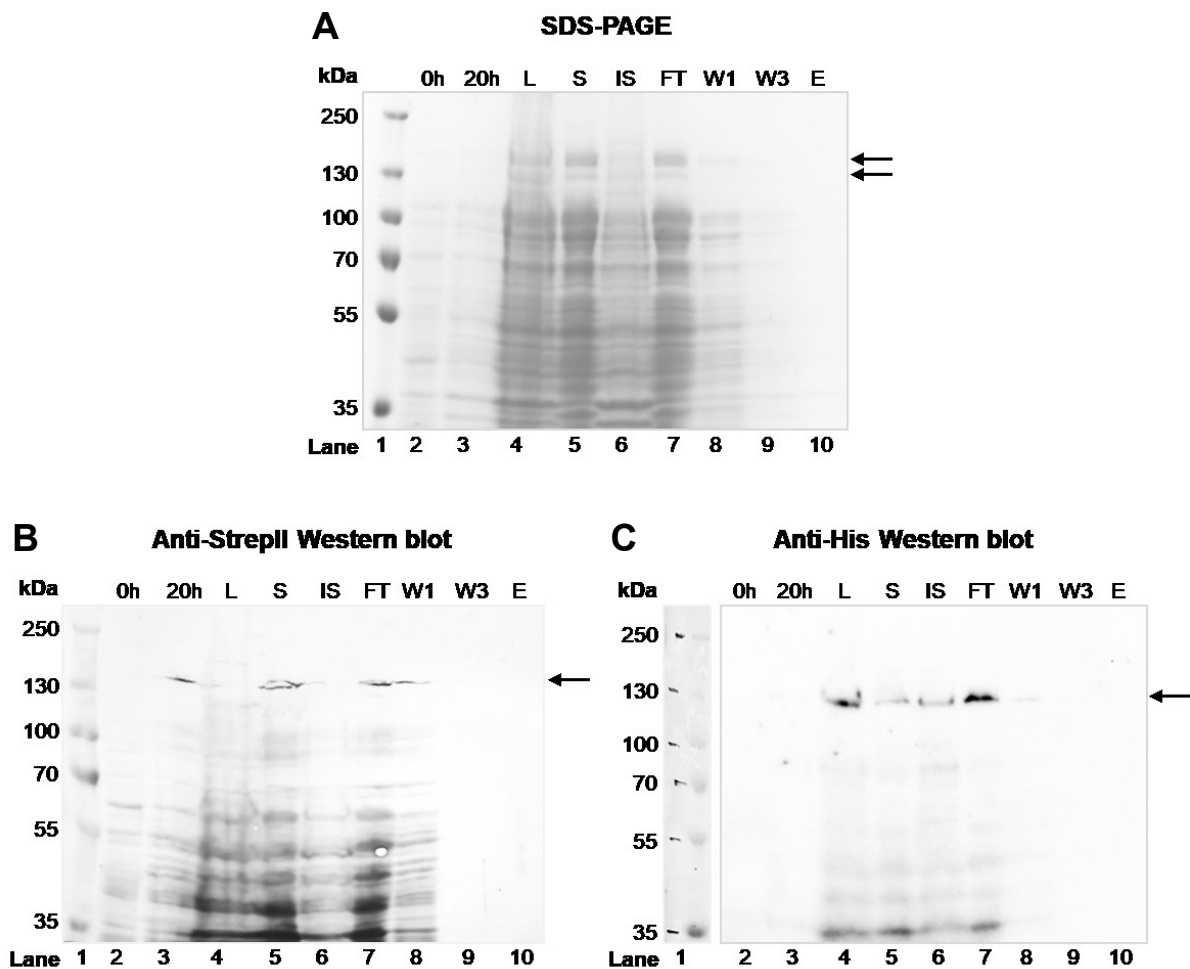 A
SDS-PAGE
kDa 0h 20h L S IS FT W1 W3 E
250
130
100
70
55
35
Lane 1 2 3 4 5 6 7 8 9 10
B
Anti-StrepII Western blot
kDa 0h 20h L S IS FT W1 W3 E
250
130
100
70
55
35
Lane 1 2 3 4 5 6 7 8 9 10
C
Anti-His Western blot
kDa 0h 20h L S IS FT W1 W3 E
250
130
100
70
55
35
Lane 1 2 3 4 5 6 7 8 9 10